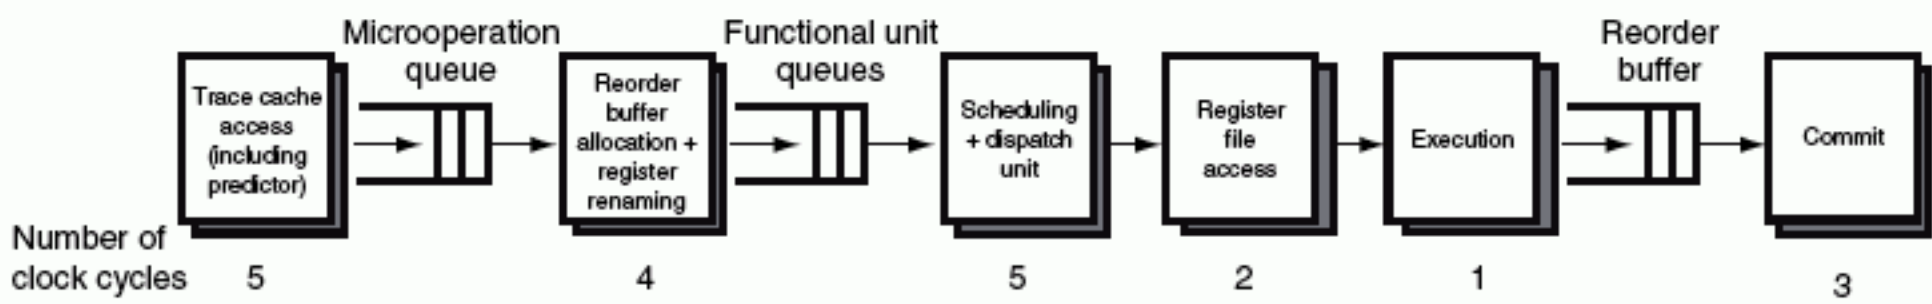 Microoperation
queue
Functional unit
queues
Reorder
buffer
Trace cache
access
(including
predictor)
Reorder
buffer
allocation +
register
renaming
Scheduling
+ dispatch
unit
Register
file
access
Execution
Commit
Number of
clock cycles 5 4 5 2 1 3